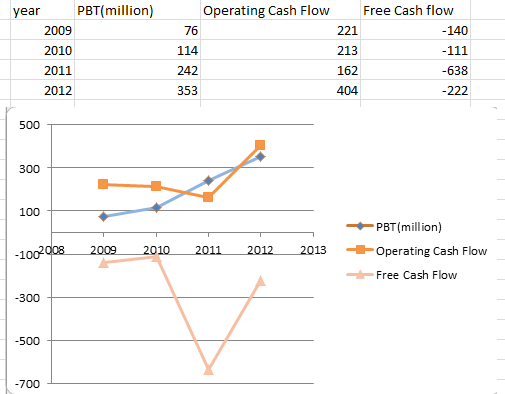 year PBT(million) Operating Cash Flow Free Cash flow
2009 76 221 -140
2010 114 213 -111
2011 242 162 -638
2012 353 404 -222
500
300
100
-100
2008 2009 2010 2011 2012 2013
-300
-500
-700
PBT(million)
Operating Cash Flow
Free Cash Flow